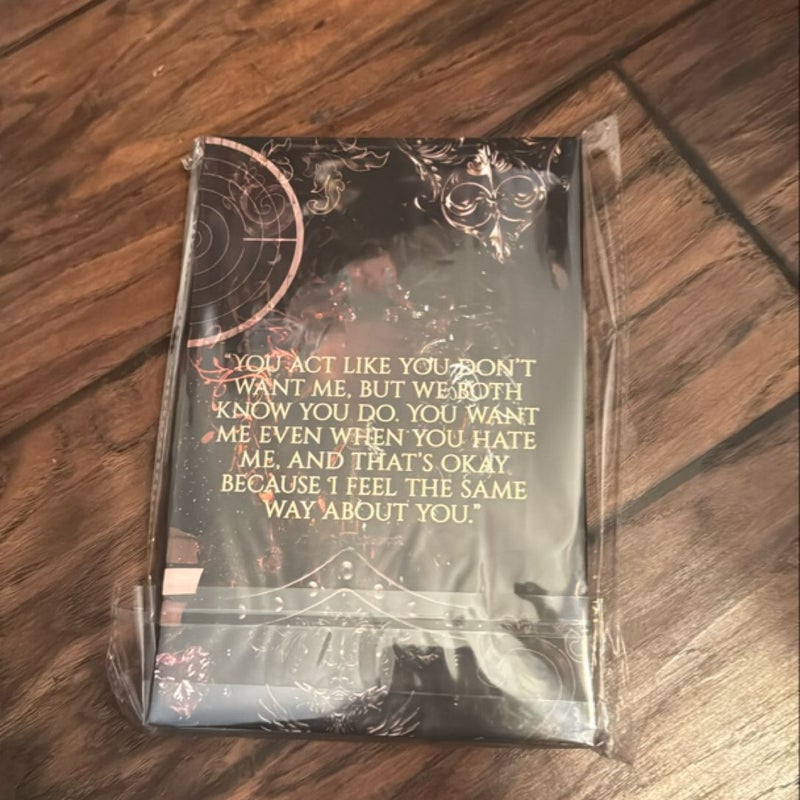 “YOU ACT LIKE YOU DON’T
WANT ME, BUT WE BOTH
KNOW YOU DO. YOU WANT
ME EVEN WHEN YOU HATE
ME, AND THAT’S OKAY
BECAUSE I FEEL THE SAME
WAY ABOUT YOU.”